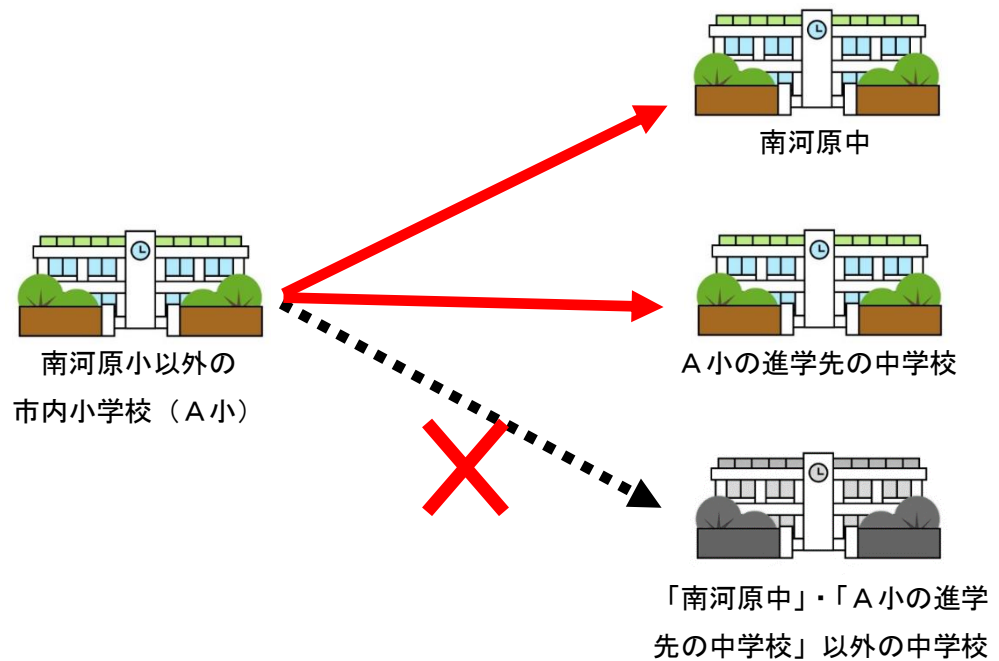 南河原中
南河原小以外の
市内小学校（Ａ小）
Ａ小の進学先の中学校
「南河原中」・「Ａ小の進学
先の中学校」以外の中学校